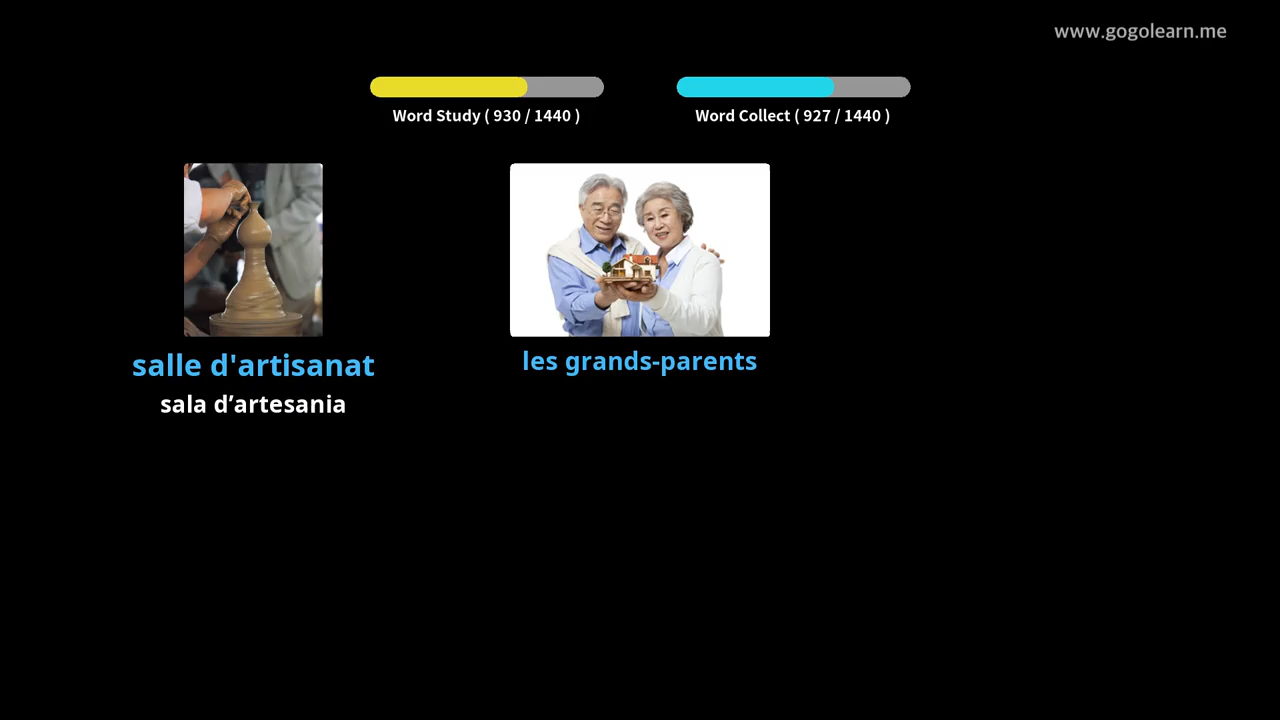 www.gogolearn.me
Word Study ( 930 / 1440 )
Word Collect ( 927 / 1440 )
salle d'artisanat
sala d’artesania
les grands-parents